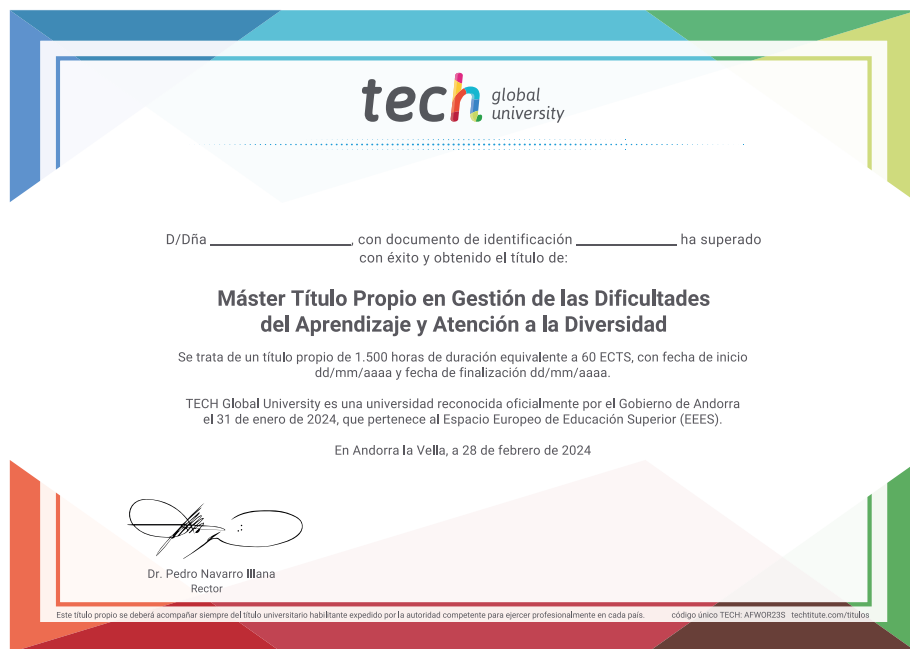 tech global university
D/Dña ______________, con documento de identificación __________ ha superado
con éxito y obtenido el título de:
Máster Título Propio en Gestión de las Dificultades
del Aprendizaje y Atención a la Diversidad
Se trata de un título propio de 1.500 horas de duración equivalente a 60 ECTS, con fecha de inicio
dd/mm/aaaa y fecha de finalización dd/mm/aaaa.
TECH Global University es una universidad reconocida oficialmente por el Gobierno de Andorra
el 31 de enero de 2024, que pertenece al Espacio Europeo de Educación Superior (EEES).
En Andorra la Vella, a 28 de febrero de 2024
Dr. Pedro Navarro Illana
Rector
Este título propio se deberá acompañar siempre del título universitario habilitante expedido por la autoridad competente para ejercer profesionalmente en cada país. código único TECH: AFWOR23S techtitute.com/titulos